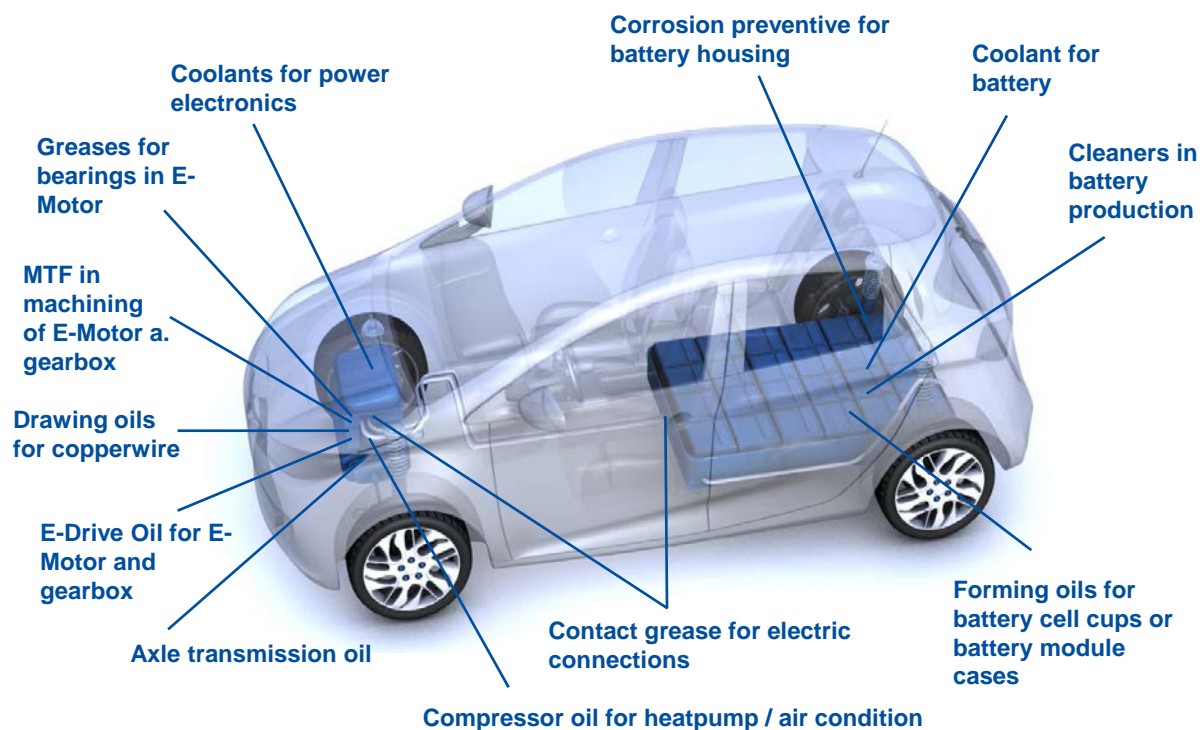 Corrosion preventive for
battery housing
Coolant for
battery
Coolants for power
electronics
Greases for
bearings in E-
Motor
Cleaners in
battery
production
MTF in
machining
of E-Motor a.
gearbox
Drawing oils
for copperwire
E-Drive Oil for E-
Motor and
gearbox
Axle transmission oil
Contact grease for electric
connections
Forming oils for
battery cell cups or
battery module
cases
Compressor oil for heatpump / air condition